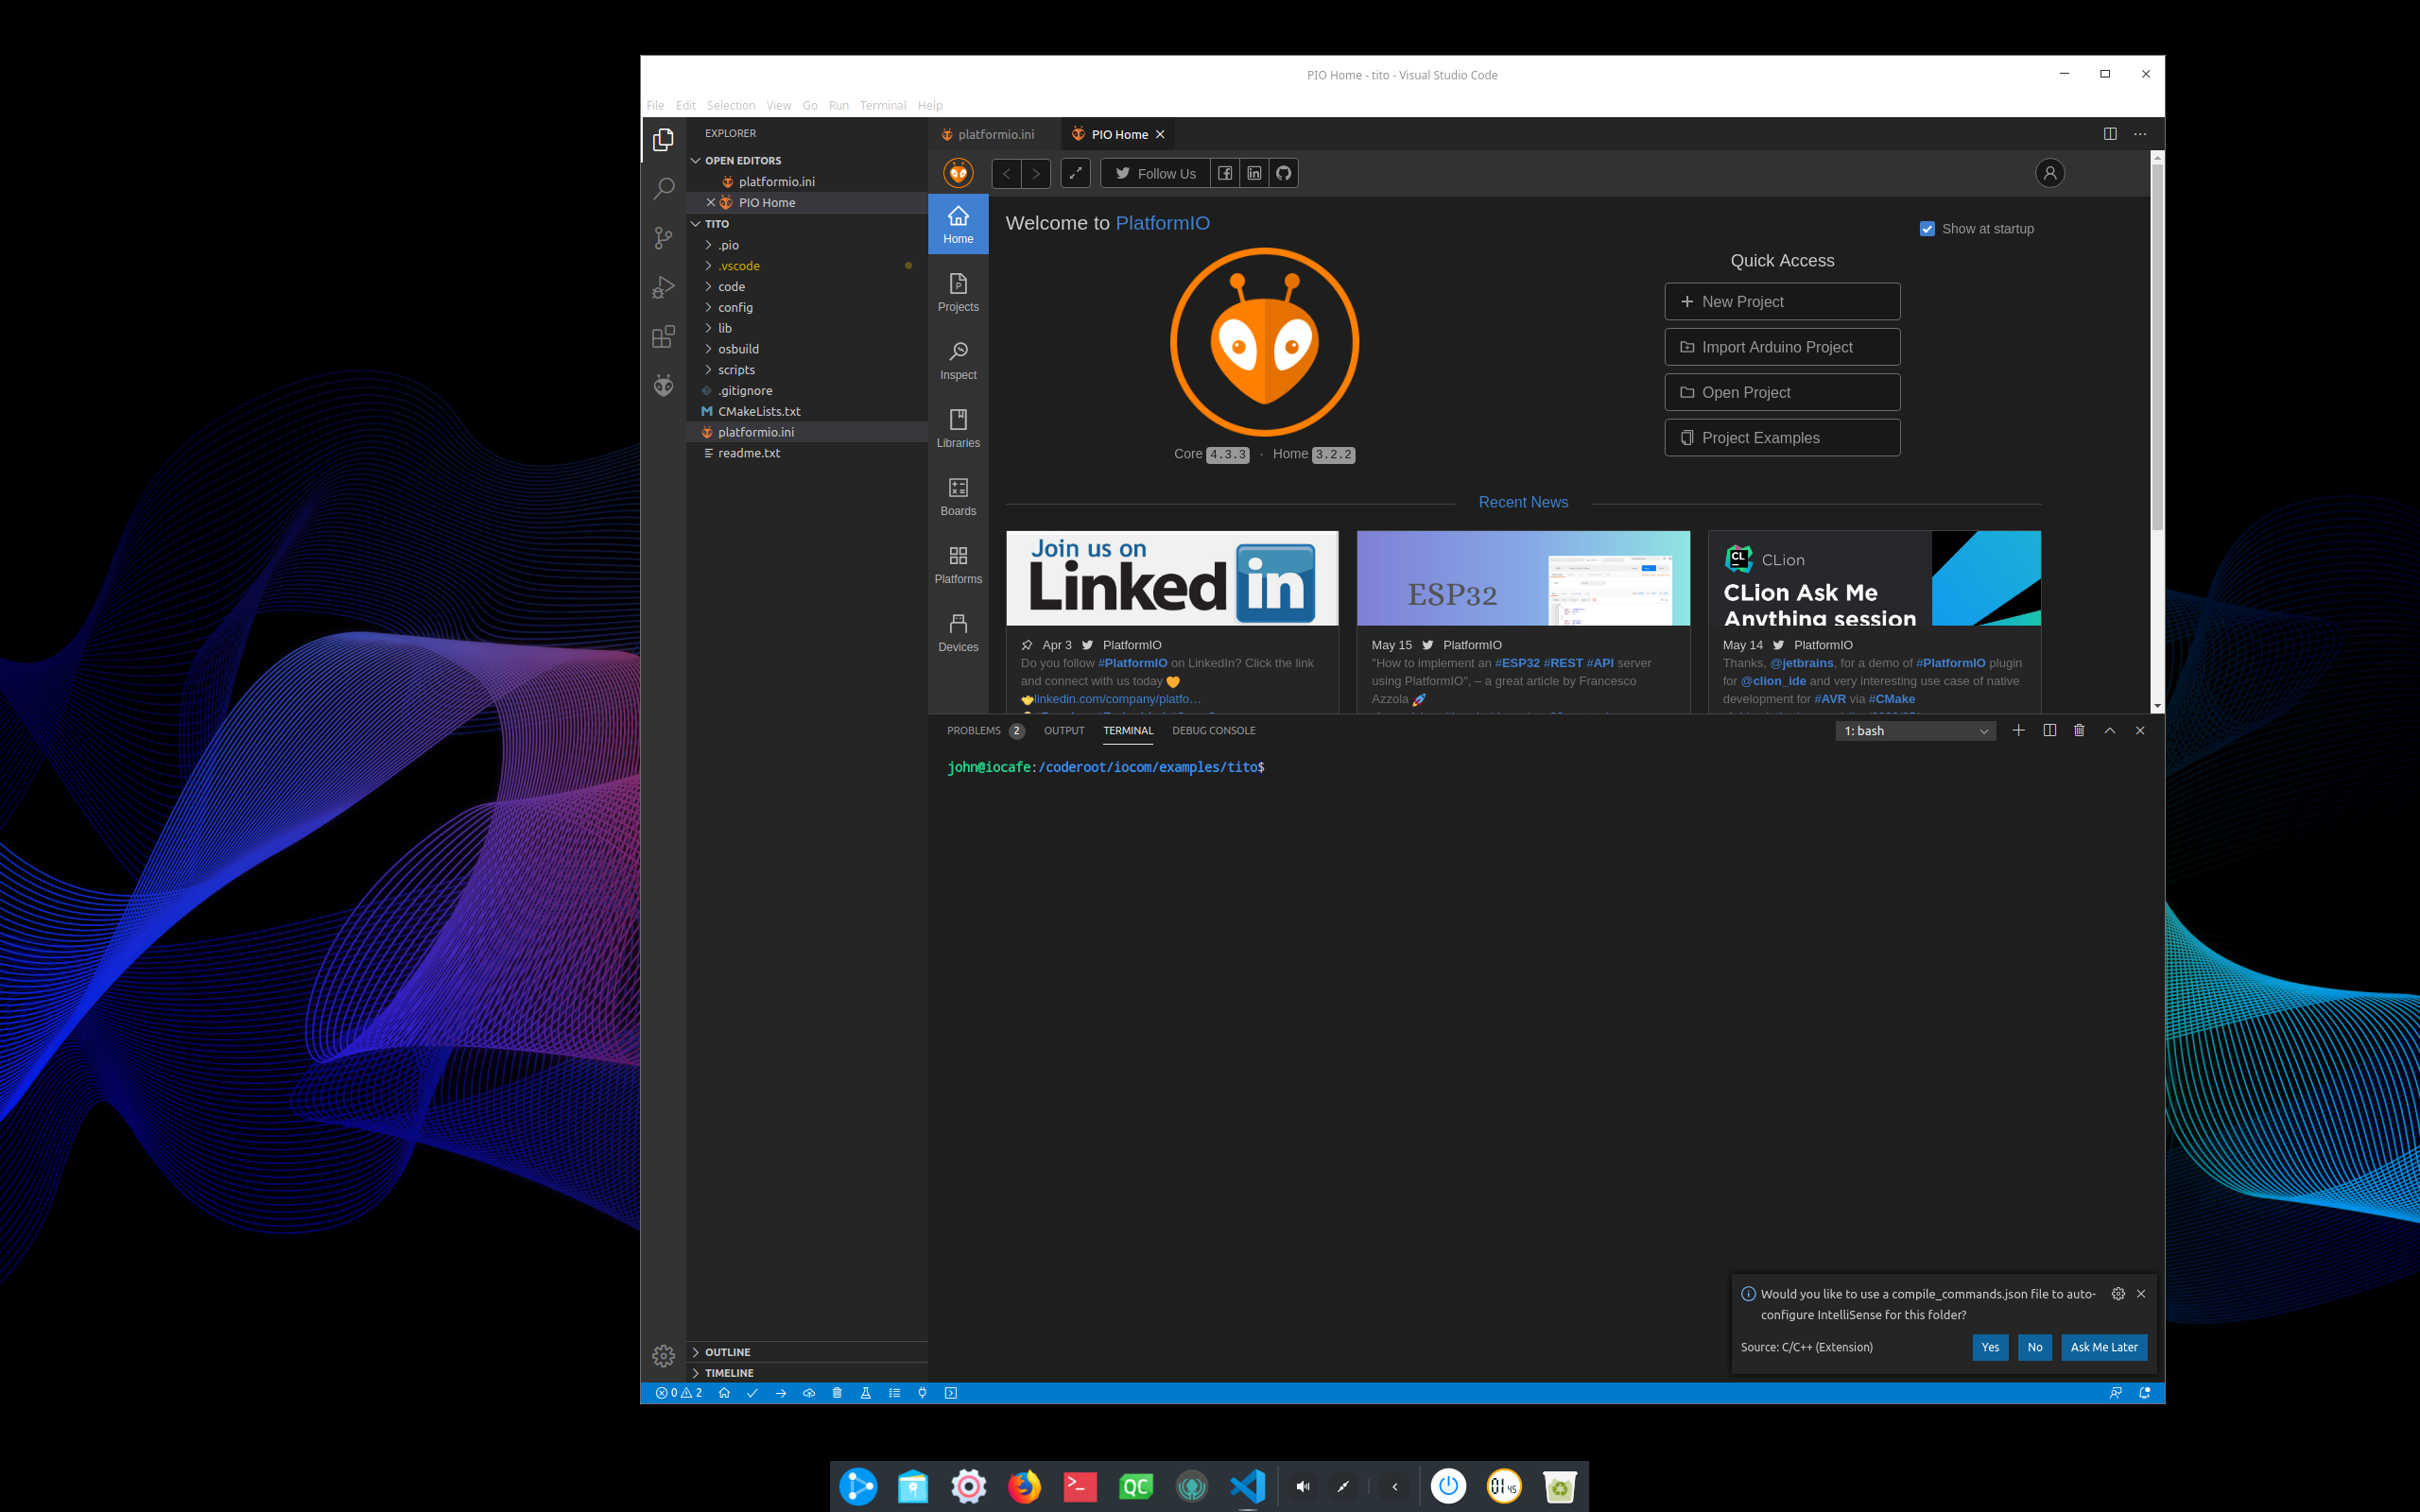 PIO Home - tito - Visual Studio Code
File Edit Selection View Go Run Terminal Help
EXPLORER
OPEN EDITORS
platformio.ini
PIO Home
TITO
.pio
.vscode
code
config
lib
osbuild
scripts
.gitignore
CMakeLists.txt
platformio.ini
readme.txt
OUTLINE
TIMELINE
platformio.ini
PIO Home
Follow Us
Home
Projects
Inspect
Libraries
Boards
Platforms
Devices
Welcome to PlatformIO
Show at startup
Core 4.3.3 · Home 3.2.2
Quick Access
New Project
Import Arduino Project
Open Project
Project Examples
Recent News
Join us on
Linked in
Apr 3 PlatformIO
Do you follow #PlatformIO on LinkedIn? Click the link
and connect with us today 🧡
linkedin.com/company/platfo…
ESP32
May 15 PlatformIO
"How to implement an #ESP32 #REST #API server
using PlatformIO", – a great article by Francesco
Azzola 🚀
CL CLion
CLion Ask Me
Anything session
May 14 PlatformIO
Thanks, @jetbrains, for a demo of #PlatformIO plugin
for @clion_ide and very interesting use case of native
development for #AVR via #CMake
PROBLEMS 2 OUTPUT TERMINAL DEBUG CONSOLE
1: bash
john@iocafe:/coderoot/iocom/examples/tito$
Would you like to use a compile_commands.json file to auto-
configure IntelliSense for this folder?
Source: C/C++ (Extension)
Yes No Ask Me Later
0 2
QC
01 45